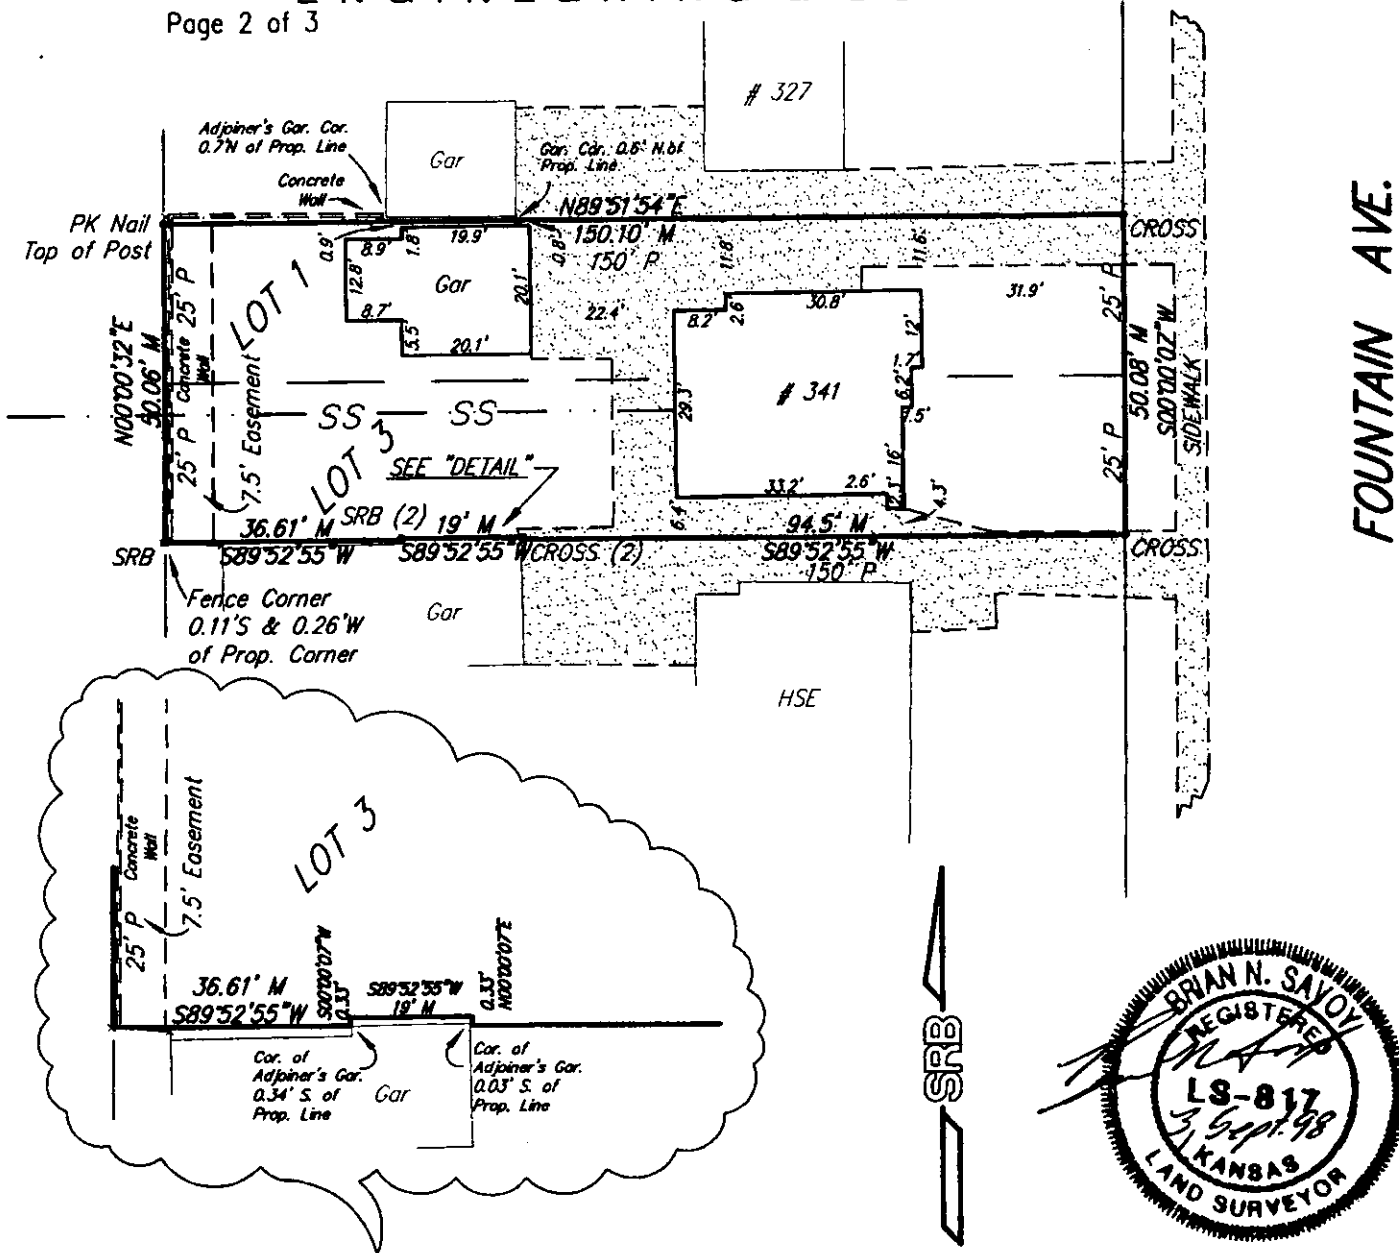 Page 2 of 3
# 327
Adjoiner's Gar. Cor.
0.7'N of Prop. Line
Gar
Gar. Cor. 0.6' N.of
Prop. Line
Concrete
Wall
PK Nail
Top of Post
N89°51'54"E
150.10' M
150' P
CROSS
FOUNTAIN AVE.
0.9'
8.9'
1.8'
19.9'
0.8'
11.8'
11.6'
12.8'
Gar
20.1'
8.7'
5.5'
20.1'
22.4'
8.2'
2.6'
30.8'
31.9'
12'
1.7'
6.2'
.5'
29.3'
# 341
16'
33.2'
2.6'
2.3'
4.3'
6.4'
LOT 1
25' P
Concrete
Wall
25' P
7.5' Easement
N00°00'32"E
50.06' M
SS SS
LOT 3
SEE "DETAIL"
25' P
50.08' M
S00°00'02"W
25' P
SIDEWALK
36.61' M
SRB (2)
19' M
94.5' M
SRB
S89°52'55"W
S89°52'55"W
CROSS (2)
S89°52'55"W
150' P
CROSS
Fence Corner
0.11'S & 0.26'W
of Prop. Corner
Gar
HSE
Concrete
Wall
25' P
7.5' Easement
LOT 3
36.61' M
S89°52'55"W
S00°00'07"W
0.33'
S89°52'55"W
19' M
0.33'
N00°00'07"E
Cor. of
Adjoiner's Gar.
0.34' S. of
Prop. Line
Gar
Cor. of
Adjoiner's Gar.
0.03' S. of
Prop. Line
SRB
BRIAN N. SAVOY
REGISTERED
LS-817
3, Sept. 98
KANSAS
LAND SURVEYOR